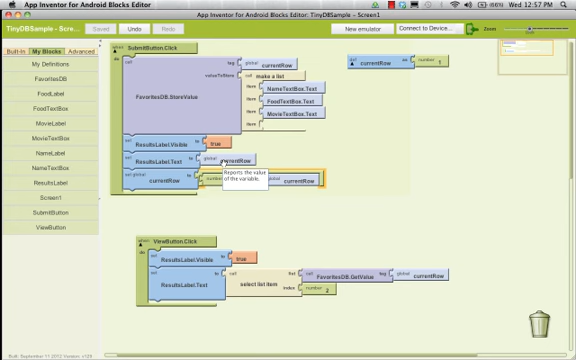 App Inventor for Android Blocks Editor: TinyDBSample – Screen1
Wed 12:57 PM
App Inventor for Android Blocks Editor: TinyDBSample – Screen1
TinyDBSample – Scre...
Saved
Undo
Redo
New emulator
Connect to Device...
Zoom
Built-In
My Blocks
Advanced
My Definitions
FavoritesDB
FoodLabel
FoodTextBox
MovieLabel
MovieTextBox
NameLabel
NameTextBox
ResultsLabel
Screen1
SubmitButton
ViewButton
when SubmitButton.Click
do
call FavoritesDB.StoreValue
tag
global currentRow
valueToStore
call make a list
item NameTextBox.Text
item FoodTextBox.Text
item MovieTextBox.Text
item
set ResultsLabel.Visible to true
set ResultsLabel.Text to global currentRow
set global currentRow to
number
global currentRow
Reports the value
of the variable.
def currentRow as number 1
when ViewButton.Click
do
set ResultsLabel.Visible to true
set ResultsLabel.Text to
call select list item
list
call FavoritesDB.GetValue
tag
global currentRow
index
number 2